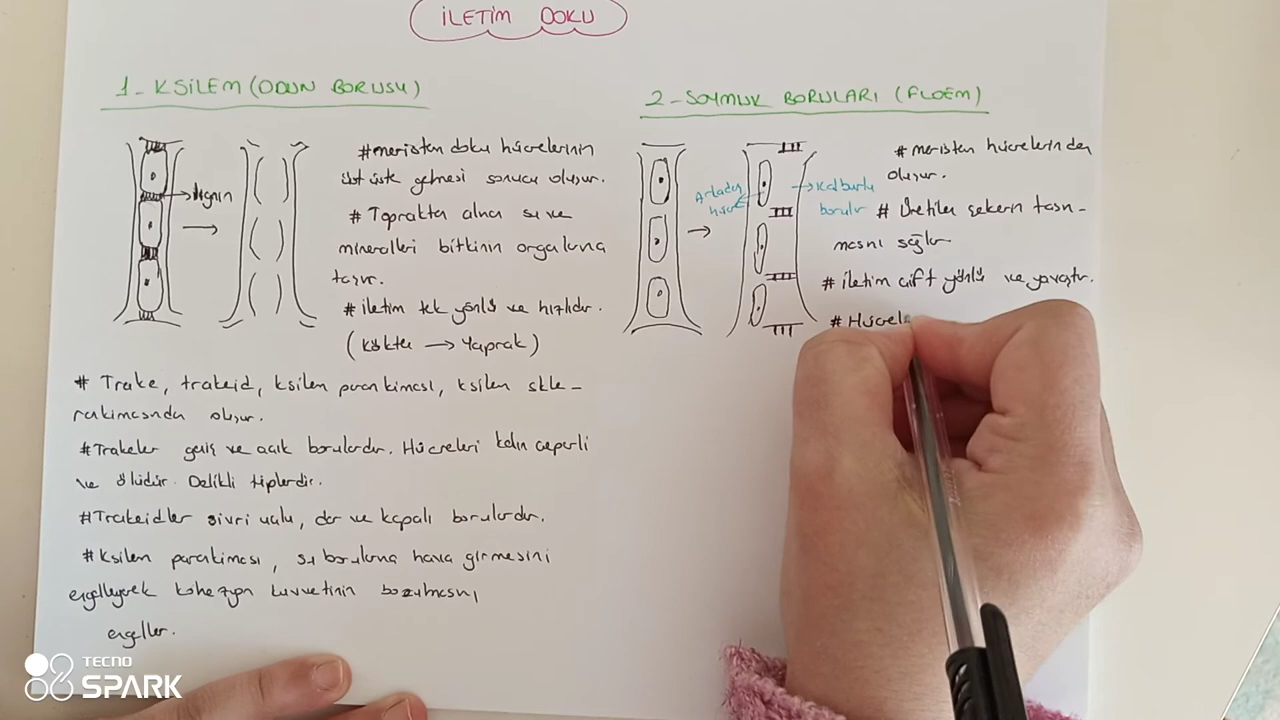 İLETİM DOKU
1- KSİLEM (ODUN BORUSU)
#meristem doku hücrelerinin
üst üste gelmesi sonucu oluşur.
lignin
# Topraktan alınan su ve
mineralleri bitkinin organlarına
taşır.
# iletim tek yönlü ve hızlıdır.
(Kökten → Yaprak)
# Trake, trakeid, ksilem parankiması, ksilem skle-
rankimasından oluşur.
#Trakeler geniş ve açık borulardır. Hücreleri kalın çeperli
ve ölüdür. Delikli tiplerdir.
#Trakeidler sivri uçlu, dar ve kapalı borulardır.
#Ksilem parankiması, su borularına hava girmesini
engelleyerek kohezyon kuvvetinin bozulmasını
engeller.
2-SOYMUK BORULARI (FLOEM)
# meristem hücrelerinden
oluşur.
Arkadaş
hücre
kalburlu
borular
# Üretilen şekerin taşın-
masını sağlar
# iletim çift yönlü ve yavaştır.
# Hücrele
TECNO
SPARK